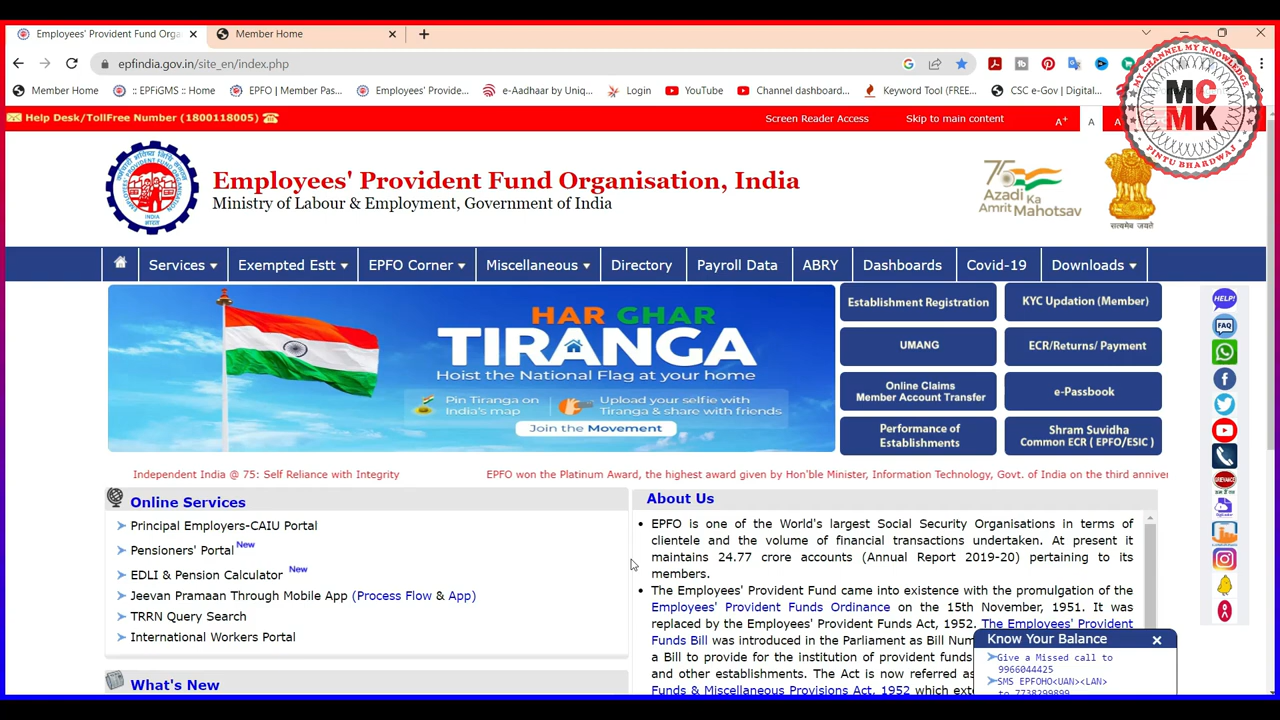 Employees' Provident Fund Orga
Member Home
epfindia.gov.in/site_en/index.php
Member Home
:: EPFiGMS :: Home
EPFO | Member Pas...
Employees' Provide...
e-Aadhaar by Uniq...
Login
YouTube
Channel dashboard...
Keyword Tool (FREE...
CSC e-Gov | Digital...
MY CHANNEL MY KNOWLEDGE
MC
MK
PINTU BHARDWAJ
Help Desk/TollFree Number (1800118005)
Screen Reader Access
Skip to main content
A+
A
Employees' Provident Fund Organisation, India
Ministry of Labour & Employment, Government of India
75
Azadi Ka
Amrit Mahotsav
सत्यमेव जयते
INDIA
भारत
Services
Exempted Estt
EPFO Corner
Miscellaneous
Directory
Payroll Data
ABRY
Dashboards
Covid-19
Downloads
HAR GHAR
TIRANGA
Hoist the National Flag at your home
Pin Tiranga on
India's map
Upload your selfie with
Tiranga & share with friends
Join the Movement
Establishment Registration
KYC Updation (Member)
UMANG
ECR/Returns/ Payment
Online Claims
Member Account Transfer
e-Passbook
Performance of
Establishments
Shram Suvidha
Common ECR ( EPFO/ESIC )
HELP!
FAQ
GRIEVANCE
Independent India @ 75: Self Reliance with Integrity
EPFO won the Platinum Award, the highest award given by Hon'ble Minister, Information Technology, Govt. of India on the third anniver
Online Services
Principal Employers-CAIU Portal
Pensioners' Portal New
EDLI & Pension Calculator New
Jeevan Pramaan Through Mobile App (Process Flow & App)
TRRN Query Search
International Workers Portal
What's New
About Us
EPFO is one of the World's largest Social Security Organisations in terms of
clientele and the volume of financial transactions undertaken. At present it
maintains 24.77 crore accounts (Annual Report 2019-20) pertaining to its
members.
The Employees' Provident Fund came into existence with the promulgation of the
Employees' Provident Funds Ordinance on the 15th November, 1951. It was
replaced by the Employees' Provident Funds Act, 1952. The Employees' Provident
Funds Bill was introduced in the Parliament as Bill Num
a Bill to provide for the institution of provident funds
and other establishments. The Act is now referred as
Funds & Miscellaneous Provisions Act, 1952 which exte
Know Your Balance
Give a Missed call to
9966044425
SMS EPFOHO<UAN><LAN>
to 7738299899